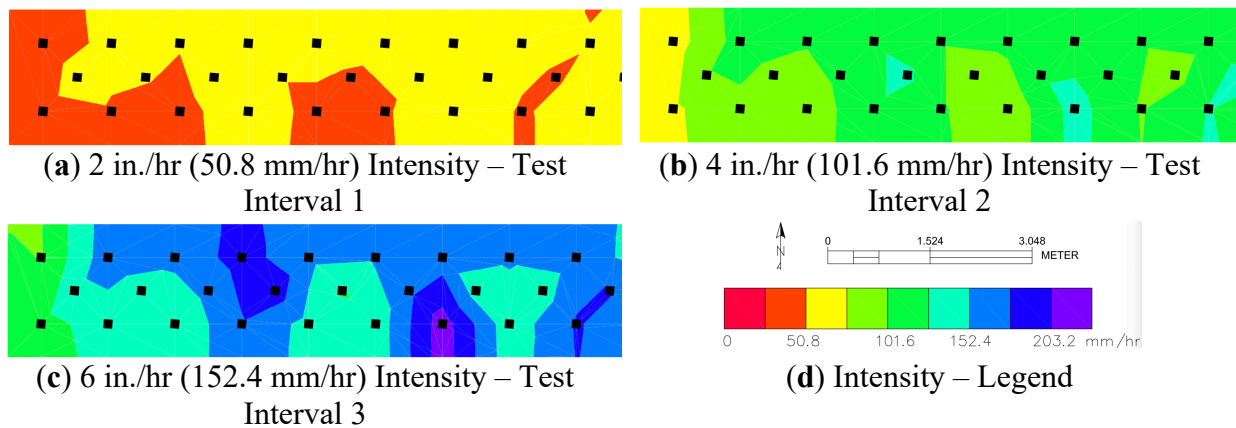 (a) 2 in./hr (50.8 mm/hr) Intensity – Test
Interval 1
(b) 4 in./hr (101.6 mm/hr) Intensity – Test
Interval 2
N
0 1.524 3.048
METER
0 50.8 101.6 152.4 203.2 mm/hr
(c) 6 in./hr (152.4 mm/hr) Intensity – Test
Interval 3
(d) Intensity – Legend